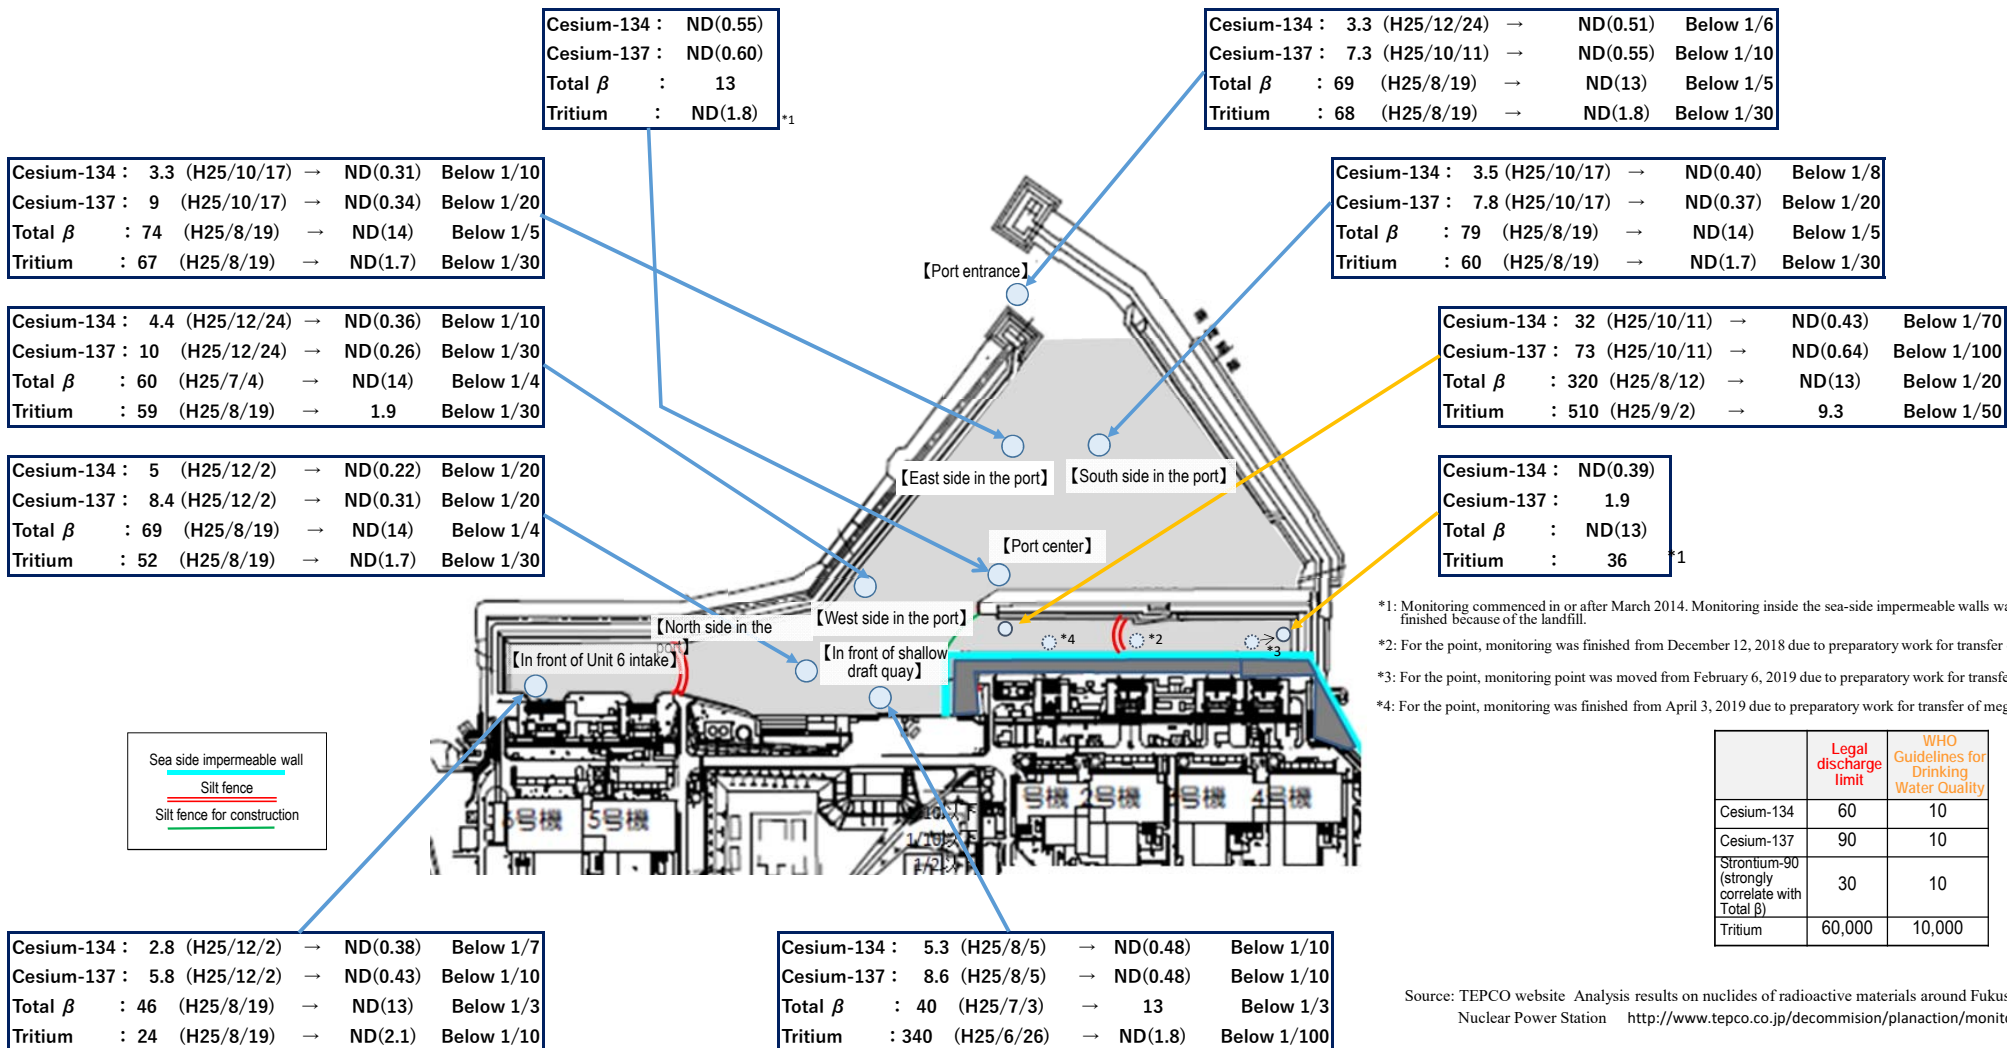 Cesium-134 : ND(0.55)
Cesium-137 : ND(0.60)
Total β : 13
Tritium : ND(1.8) *1
Cesium-134 : 3.3 (H25/12/24) → ND(0.51) Below 1/6
Cesium-137 : 7.3 (H25/10/11) → ND(0.55) Below 1/10
Total β : 69 (H25/8/19) → ND(13) Below 1/5
Tritium : 68 (H25/8/19) → ND(1.8) Below 1/30
Cesium-134 : 3.3 (H25/10/17) → ND(0.31) Below 1/10
Cesium-137 : 9 (H25/10/17) → ND(0.34) Below 1/20
Total β : 74 (H25/8/19) → ND(14) Below 1/5
Tritium : 67 (H25/8/19) → ND(1.7) Below 1/30
Cesium-134 : 3.5 (H25/10/17) → ND(0.40) Below 1/8
Cesium-137 : 7.8 (H25/10/17) → ND(0.37) Below 1/20
Total β : 79 (H25/8/19) → ND(14) Below 1/5
Tritium : 60 (H25/8/19) → ND(1.7) Below 1/30
Cesium-134 : 4.4 (H25/12/24) → ND(0.36) Below 1/10
Cesium-137 : 10 (H25/12/24) → ND(0.26) Below 1/30
Total β : 60 (H25/7/4) → ND(14) Below 1/4
Tritium : 59 (H25/8/19) → 1.9 Below 1/30
Cesium-134 : 32 (H25/10/11) → ND(0.43) Below 1/70
Cesium-137 : 73 (H25/10/11) → ND(0.64) Below 1/100
Total β : 320 (H25/8/12) → ND(13) Below 1/20
Tritium : 510 (H25/9/2) → 9.3 Below 1/50
Cesium-134 : 5 (H25/12/2) → ND(0.22) Below 1/20
Cesium-137 : 8.4 (H25/12/2) → ND(0.31) Below 1/20
Total β : 69 (H25/8/19) → ND(14) Below 1/4
Tritium : 52 (H25/8/19) → ND(1.7) Below 1/30
Cesium-134 : ND(0.39)
Cesium-137 : 1.9
Total β : ND(13)
Tritium : 36 *1
【Port entrance】
【East side in the port】
【South side in the port】
【Port center】
【West side in the port】
【North side in the
port】
【In front of Unit 6 intake】
【In front of shallow
draft quay】
*4
*2
*3
*1: Monitoring commenced in or after March 2014. Monitoring inside the sea-side impermeable walls wa
finished because of the landfill.
*2: For the point, monitoring was finished from December 12, 2018 due to preparatory work for transfer
*3: For the point, monitoring point was moved from February 6, 2019 due to preparatory work for transfe
*4: For the point, monitoring was finished from April 3, 2019 due to preparatory work for transfer of meg
Sea side impermeable wall
Silt fence
Silt fence for construction
6号機 5号機
号機 2号機 号機 4号機
Legal
discharge
limit
WHO
Guidelines for
Drinking
Water Quality
Cesium-134 60 10
Cesium-137 90 10
Strontium-90
(strongly
correlate with
Total β) 30 10
Tritium 60,000 10,000
Cesium-134 : 2.8 (H25/12/2) → ND(0.38) Below 1/7
Cesium-137 : 5.8 (H25/12/2) → ND(0.43) Below 1/10
Total β : 46 (H25/8/19) → ND(13) Below 1/3
Tritium : 24 (H25/8/19) → ND(2.1) Below 1/10
Cesium-134 : 5.3 (H25/8/5) → ND(0.48) Below 1/10
Cesium-137 : 8.6 (H25/8/5) → ND(0.48) Below 1/10
Total β : 40 (H25/7/3) → 13 Below 1/3
Tritium : 340 (H25/6/26) → ND(1.8) Below 1/100
Source: TEPCO website Analysis results on nuclides of radioactive materials around Fukus
Nuclear Power Station http://www.tepco.co.jp/decommision/planaction/monito